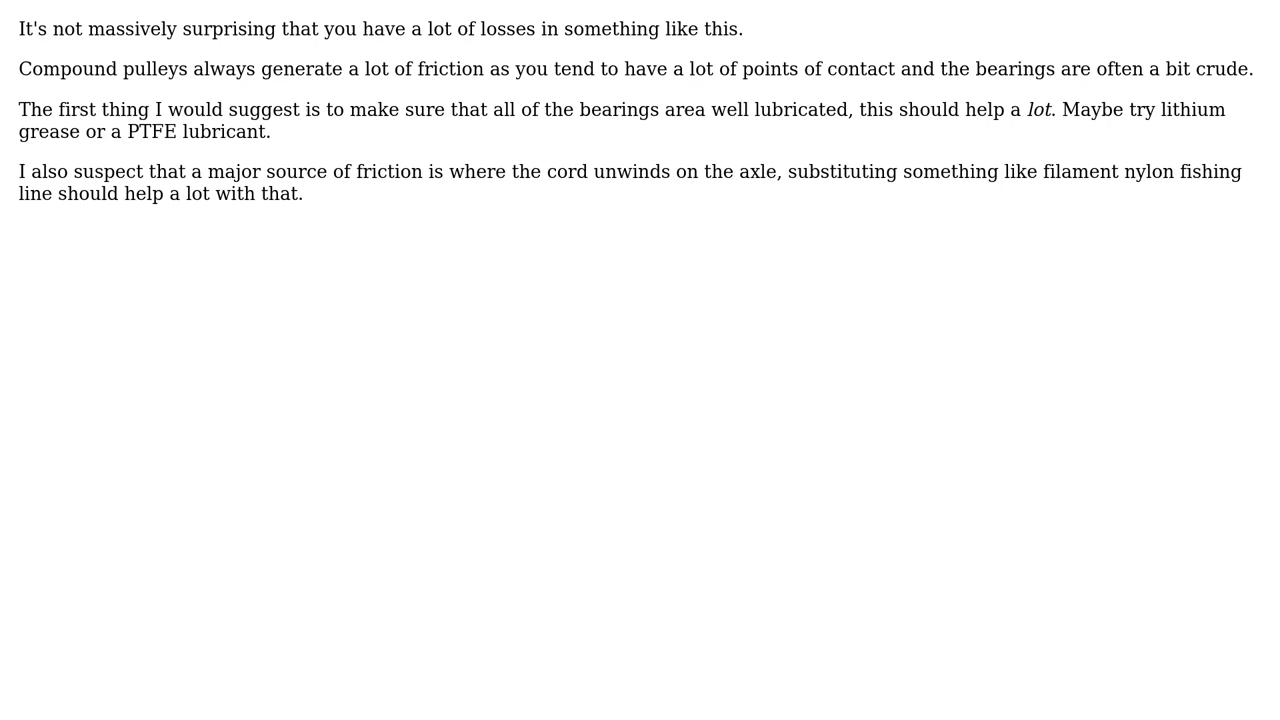 It's not massively surprising that you have a lot of losses in something like this.
Compound pulleys always generate a lot of friction as you tend to have a lot of points of contact and the bearings are often a bit crude.
The first thing I would suggest is to make sure that all of the bearings area well lubricated, this should help a lot. Maybe try lithium
grease or a PTFE lubricant.
I also suspect that a major source of friction is where the cord unwinds on the axle, substituting something like filament nylon fishing
line should help a lot with that.